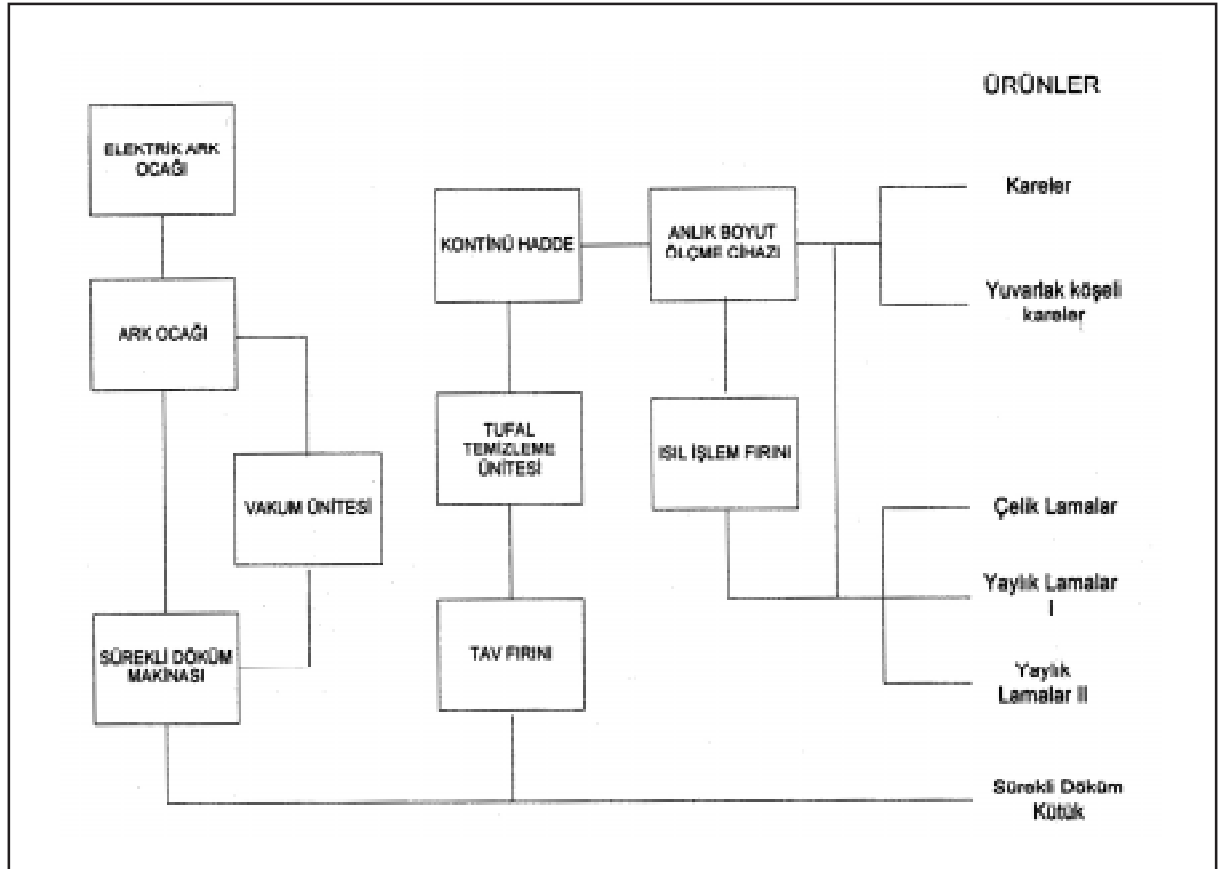 ÜRÜNLER
ELEKTRİK ARK
OCAĞI
ARK OCAĞI
VAKUM ÜNİTESİ
SÜREKLİ DÖKÜM
MAKİNASI
KONTİNÜ HADDE
TUFAL
TEMİZLEME
ÜNİTESİ
TAV FIRINI
ANLIK BOYUT
ÖLÇME CİHAZI
ISIL İŞLEM FIRINI
Kareler
Yuvarlak köşeli
kareler
Çelik Lamalar
Yaylık Lamalar
I
Yaylık
Lamalar II
Sürekli Döküm
Kütük